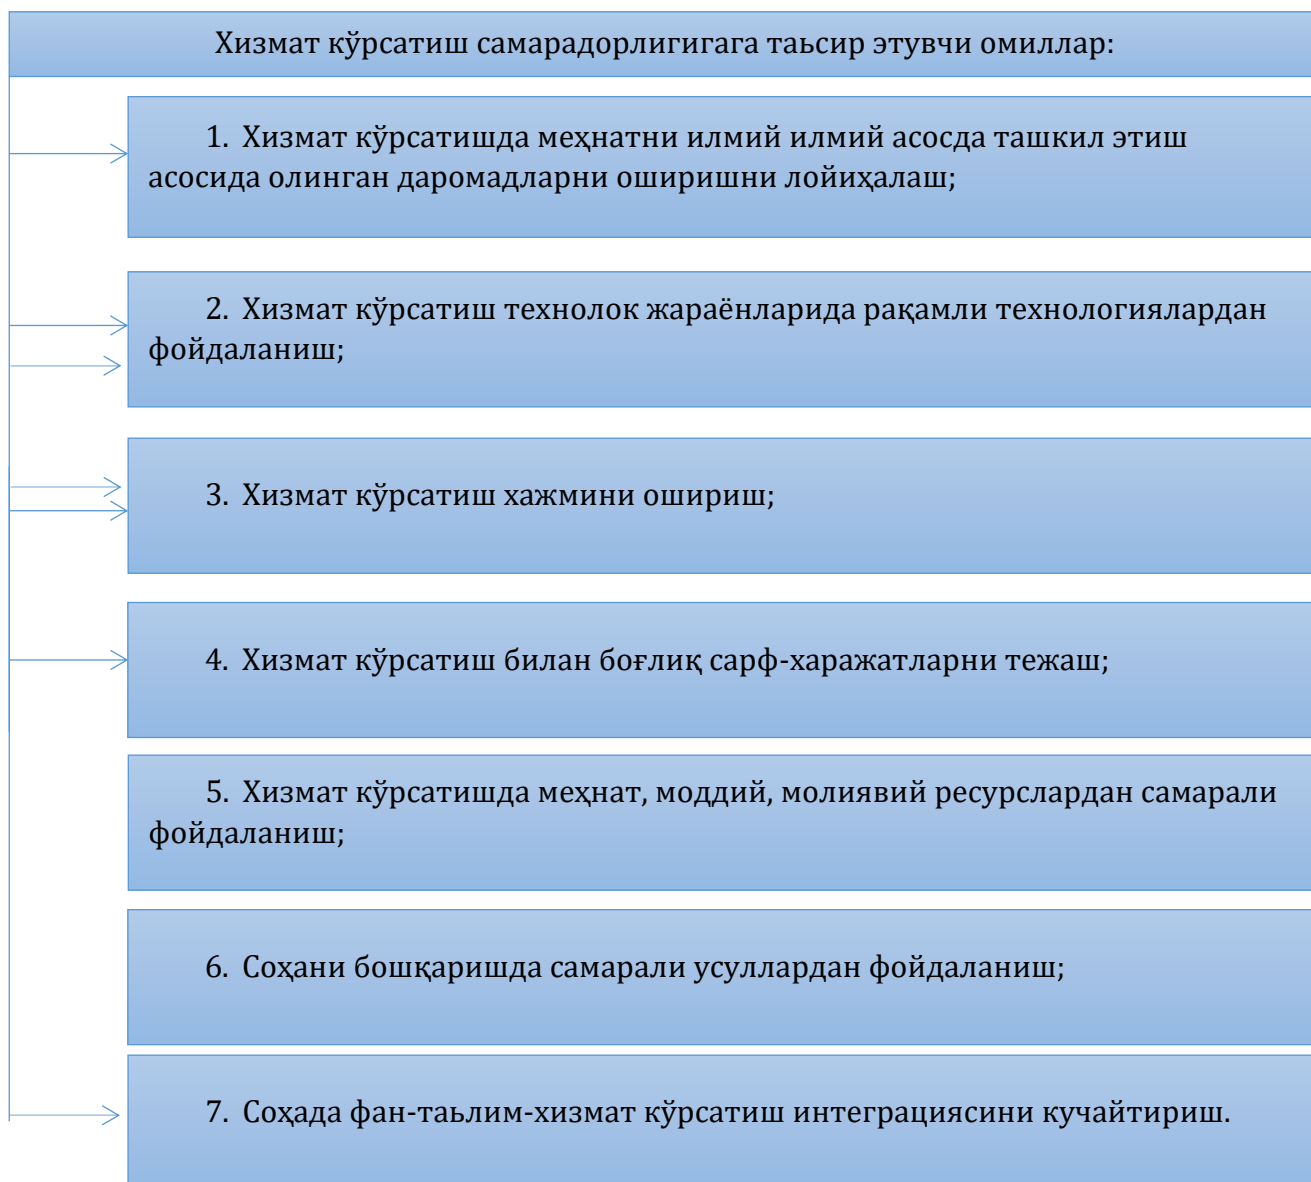 Хизмат кўрсатиш самарадорлигигага таьсир этувчи омиллар:
1. Хизмат кўрсатишда меҳнатни илмий илмий асосда ташкил этиш
асосида олинган даромадларни оширишни лойиҳалаш;
2. Хизмат кўрсатиш технолок жараёнларида рақамли технологиялардан
фойдаланиш;
3. Хизмат кўрсатиш хажмини ошириш;
4. Хизмат кўрсатиш билан боғлиқ сарф-харажатларни тежаш;
5. Хизмат кўрсатишда меҳнат, моддий, молиявий ресурслардан самарали
фойдаланиш;
6. Соҳани бошқаришда самарали усуллардан фойдаланиш;
7. Соҳада фан-таьлим-хизмат кўрсатиш интеграциясини кучайтириш.